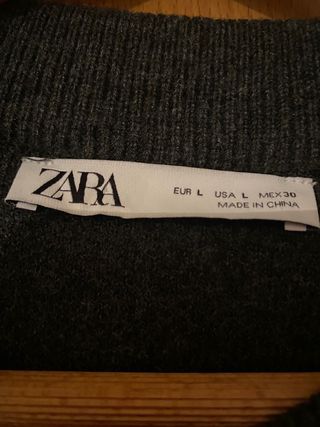 ZARA
EUR L USA L MEX 30
MADE IN CHINA